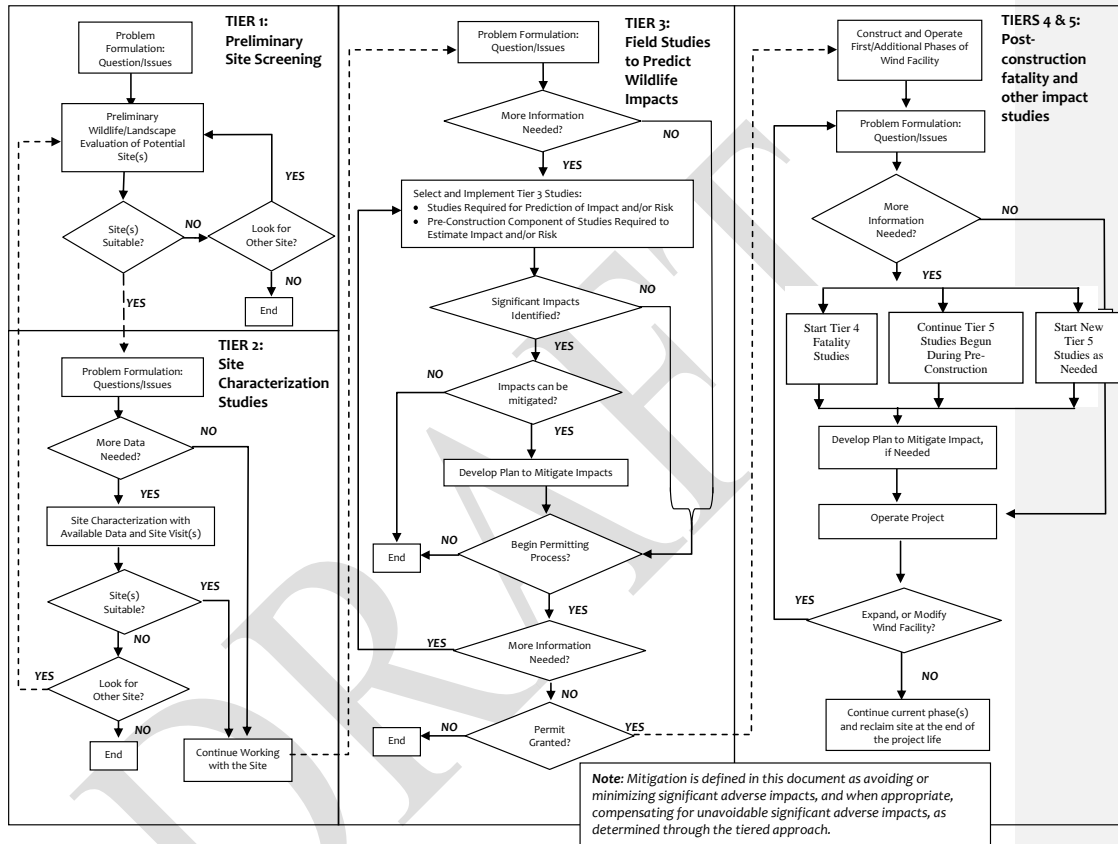 TIER 1:
Preliminary
Site Screening
Problem
Formulation:
Question/Issues
Preliminary
Wildlife/Landscape
Evaluation of Potential
Site(s)
YES
Site(s)
Suitable?
NO
Look for
Other Site?
NO
End
YES
TIER 2:
Site
Characterization
Studies
Problem Formulation:
Questions/Issues
More Data
Needed?
NO
YES
Site Characterization with
Available Data and Site Visit(s)
Site(s)
Suitable?
YES
NO
YES
Look for
Other Site?
NO
End
Continue Working
with the Site
TIER 3:
Field Studies
to Predict
Wildlife
Impacts
Problem Formulation:
Question/Issues
More Information
Needed?
NO
YES
Select and Implement Tier 3 Studies:
• Studies Required for Prediction of Impact and/or Risk
• Pre-Construction Component of Studies Required to
Estimate Impact and/or Risk
Significant Impacts
Identified?
NO
YES
NO
Impacts can be
mitigated?
YES
Develop Plan to Mitigate Impacts
End
NO
Begin Permitting
Process?
YES
YES
More Information
Needed?
NO
End
NO
Permit
Granted?
YES
TIERS 4 & 5:
Post-
construction
fatality and
other impact
studies
Construct and Operate
First/Additional Phases of
Wind Facility
Problem Formulation:
Question/Issues
More
Information
Needed?
NO
YES
Start Tier 4
Fatality
Studies
Continue Tier 5
Studies Begun
During Pre-
Construction
Start New
Tier 5
Studies as
Needed
Develop Plan to Mitigate Impact,
if Needed
Operate Project
YES
Expand, or Modify
Wind Facility?
NO
Continue current phase(s)
and reclaim site at the end of
the project life
Note: Mitigation is defined in this document as avoiding or
minimizing significant adverse impacts, and when appropriate,
compensating for unavoidable significant adverse impacts, as
determined through the tiered approach.
DRAFT